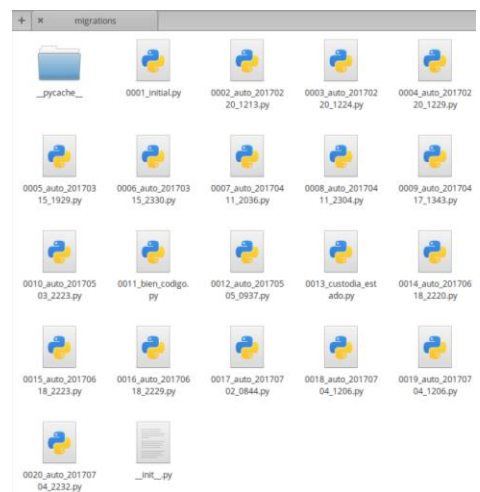 + × migrations
__pycache__
0001_initial.py
0002_auto_201702
20_1213.py
0003_auto_201702
20_1224.py
0004_auto_201702
20_1229.py
0005_auto_201703
15_1929.py
0006_auto_201703
15_2330.py
0007_auto_201704
11_2036.py
0008_auto_201704
11_2304.py
0009_auto_201704
17_1343.py
0010_auto_201705
03_2223.py
0011_bien_codigo.
py
0012_auto_201705
05_0937.py
0013_custodia_est
ado.py
0014_auto_201706
18_2220.py
0015_auto_201706
18_2223.py
0016_auto_201706
18_2229.py
0017_auto_201707
02_0844.py
0018_auto_201707
04_1206.py
0019_auto_201707
04_1206.py
0020_auto_201707
04_2232.py
__init__.py